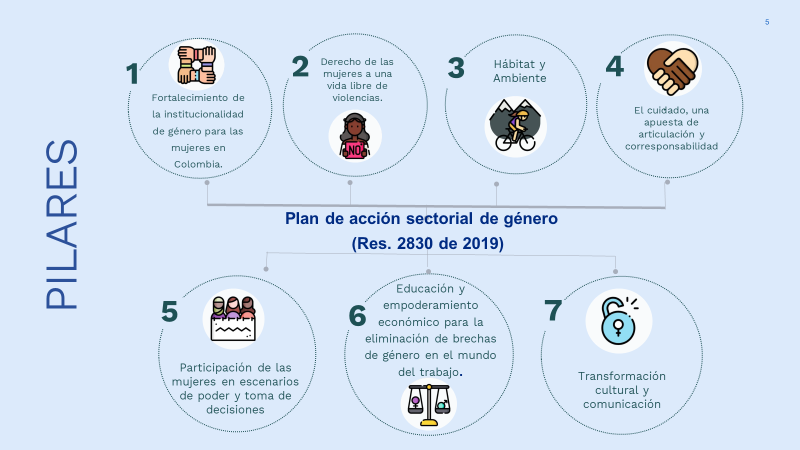 5
PILARES
1
Fortalecimiento de
la institucionalidad
de género para las
mujeres en
Colombia.
2
Derecho de las
mujeres a una
vida libre de
violencias.
NO
3
Hábitat y
Ambiente
4
El cuidado, una
apuesta de
articulación y
corresponsabilidad
Plan de acción sectorial de género
(Res. 2830 de 2019)
5
Participación de las
mujeres en escenarios
de poder y toma de
decisiones
6
Educación y
empoderamiento
económico para la
eliminación de brechas
de género en el mundo
del trabajo.
7
Transformación
cultural y
comunicación